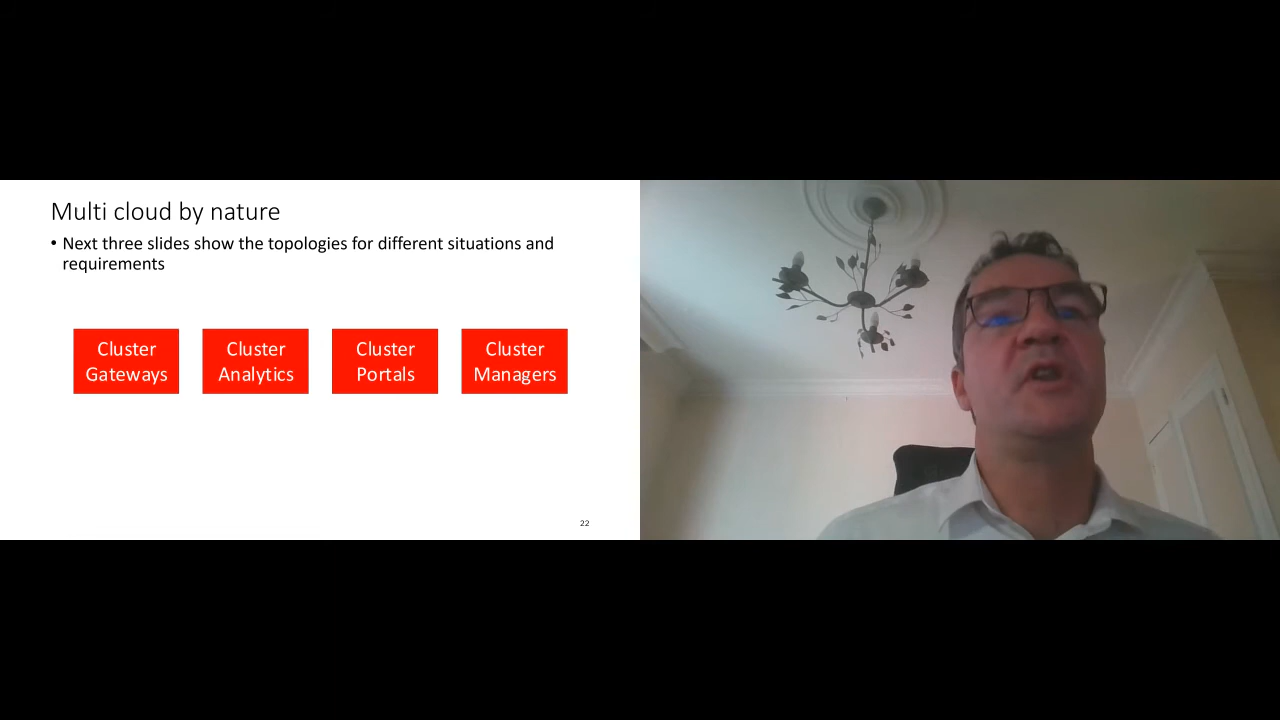 Multi cloud by nature
• Next three slides show the topologies for different situations and
requirements
Cluster
Gateways
Cluster
Analytics
Cluster
Portals
Cluster
Managers
22